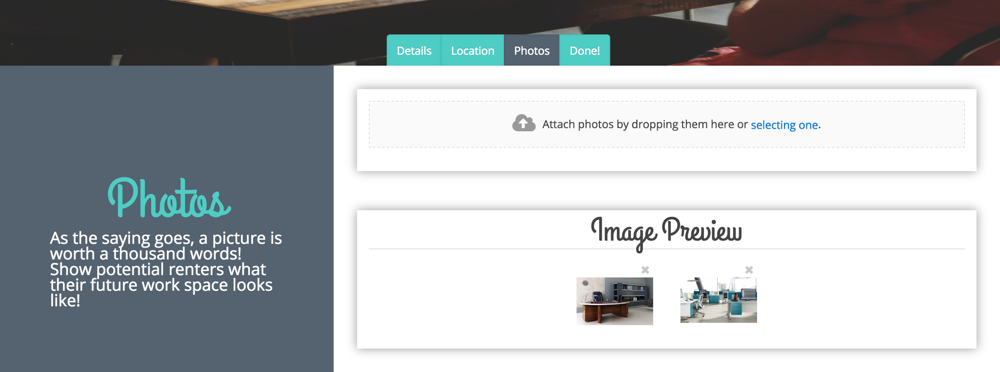 Details Location Photos Done!
Attach photos by dropping them here or selecting one.
Photos
As the saying goes, a picture is
worth a thousand words!
Show potential renters what
their future work space looks
like!
Image Preview